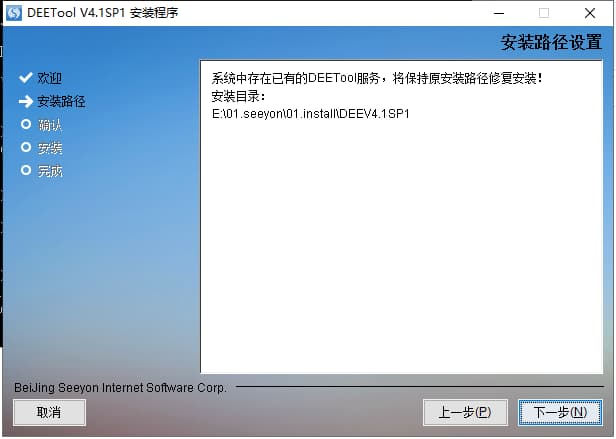 DEETool V4.1SP1 安装程序
安装路径设置
欢迎
安装路径
确认
安装
完成
系统中存在已有的DEETool服务，将保持原安装路径修复安装！
安装目录：
E:\01.seeyon\01.install\DEEV4.1SP1
BeiJing Seeyon Internet Software Corp.
取消
上一步(P)
下一步(N)